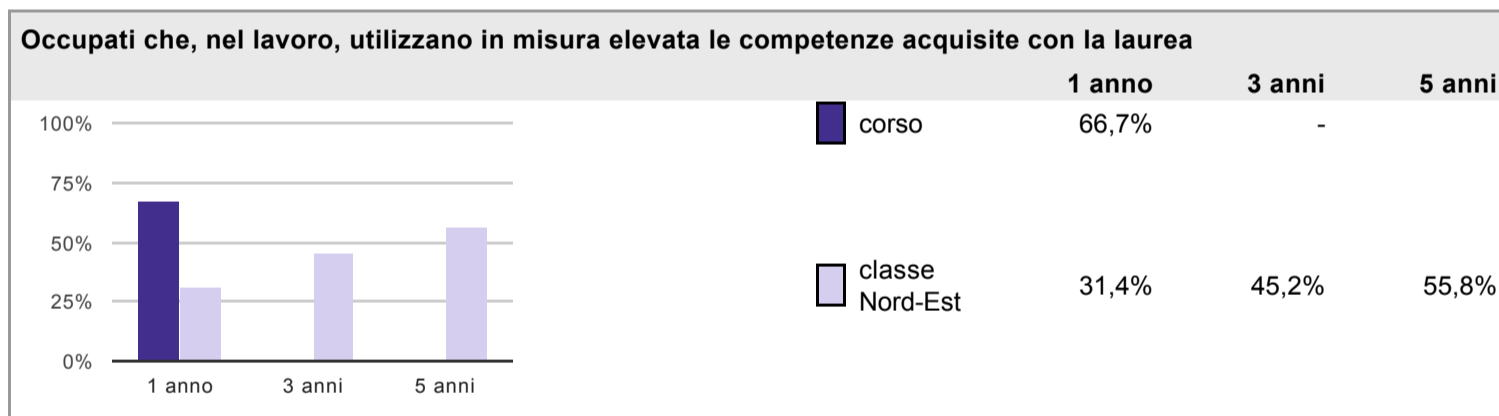 Occupati che, nel lavoro, utilizzano in misura elevata le competenze acquisite con la laurea
1 anno 3 anni 5 anni
100%
75%
50%
25%
0%
1 anno 3 anni 5 anni
corso 66,7% -
classe
Nord-Est 31,4% 45,2% 55,8%